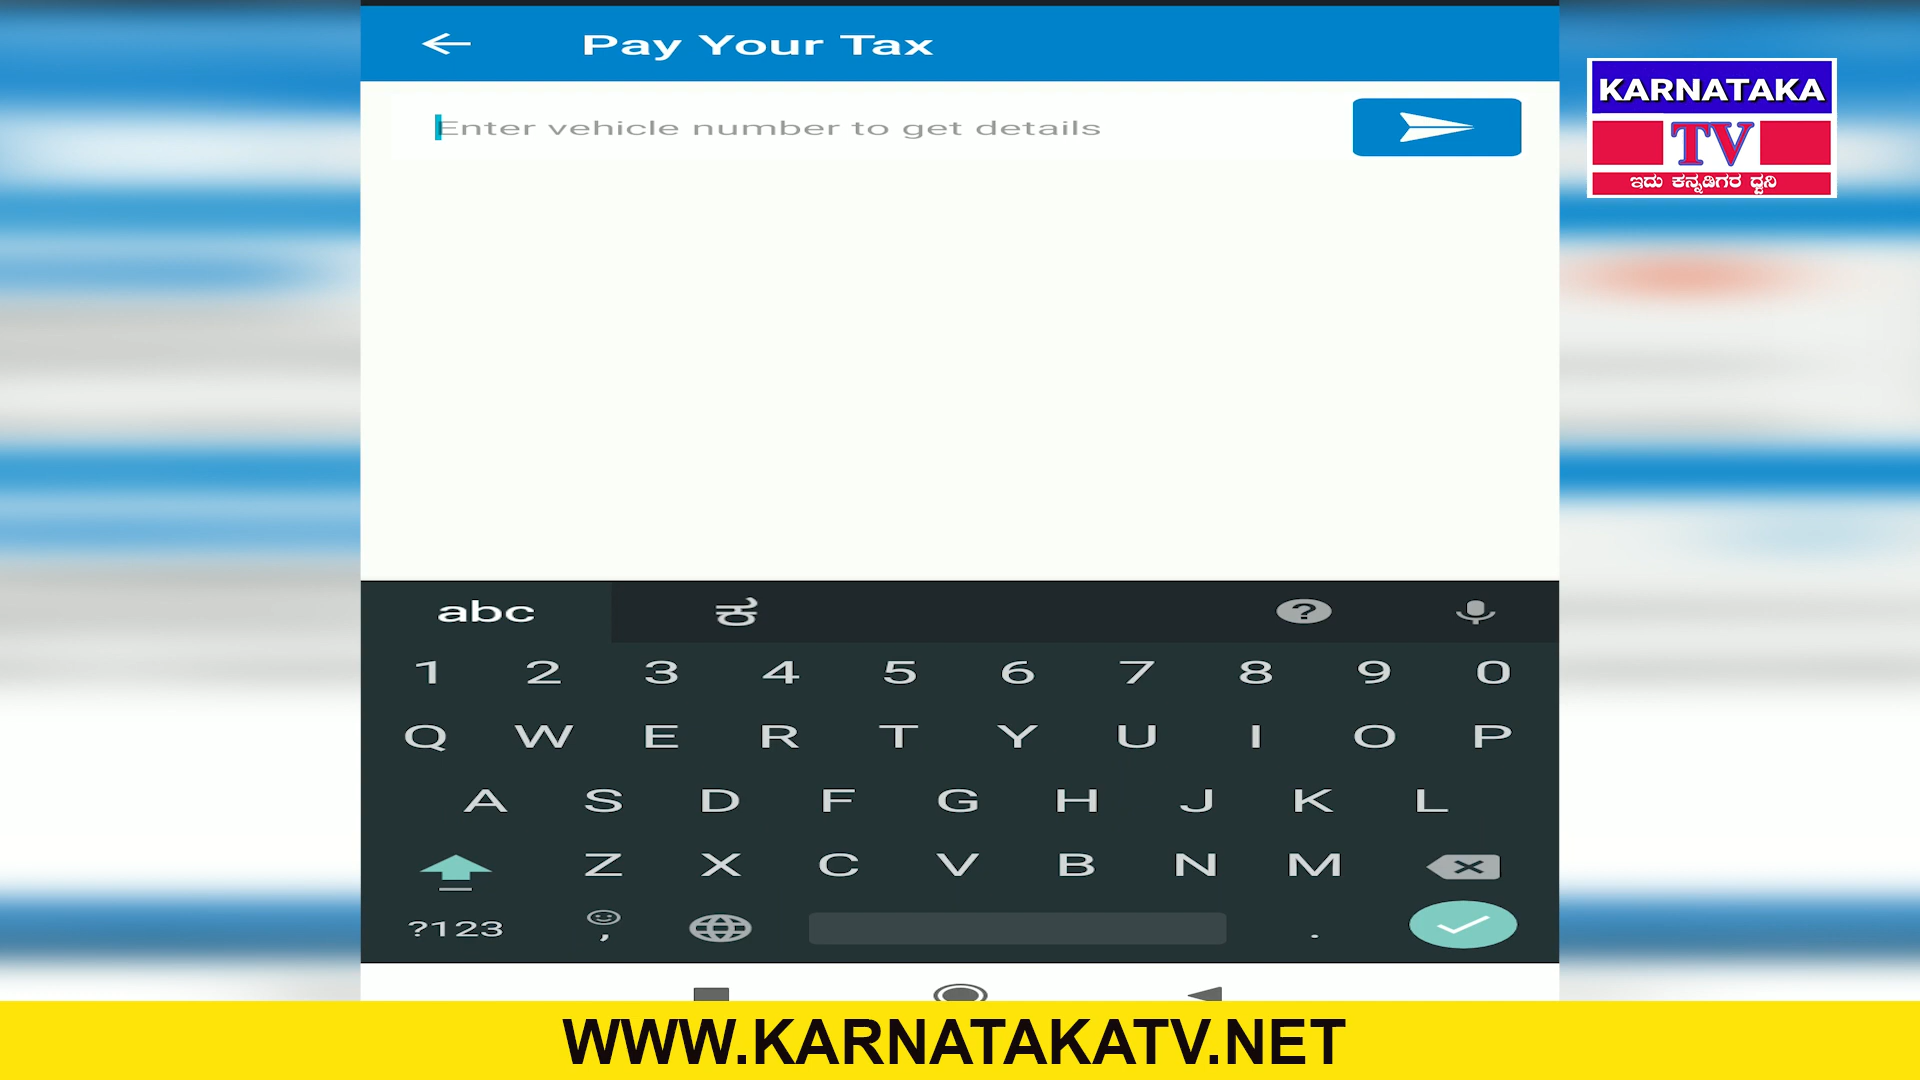 Pay Your Tax
Enter vehicle number to get details
KARNATAKA
TV
ಇದು ಕನ್ನಡಿಗರ ಧ್ವನಿ
abc ಕ ?
1 2 3 4 5 6 7 8 9 0
Q W E R T Y U I O P
A S D F G H J K L
Z X C V B N M
?123 , .
WWW.KARNATAKATV.NET